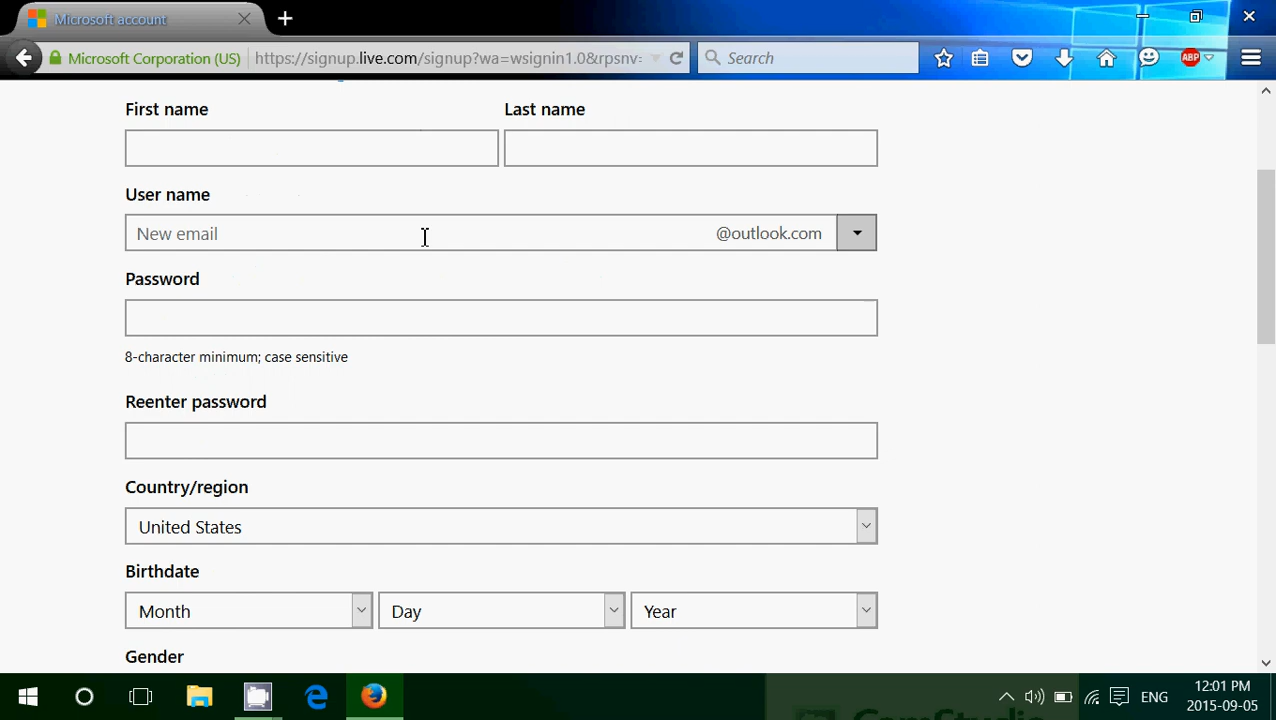 Microsoft account
Microsoft Corporation (US) https://signup.live.com/signup?wa=wsignin1.0&rpsnv= Search ABP
First name Last name
User name
New email @outlook.com
Password
8-character minimum; case sensitive
Reenter password
Country/region
United States
Birthdate
Month Day Year
Gender
12:01 PM
ENG
2015-09-05
CamStudio